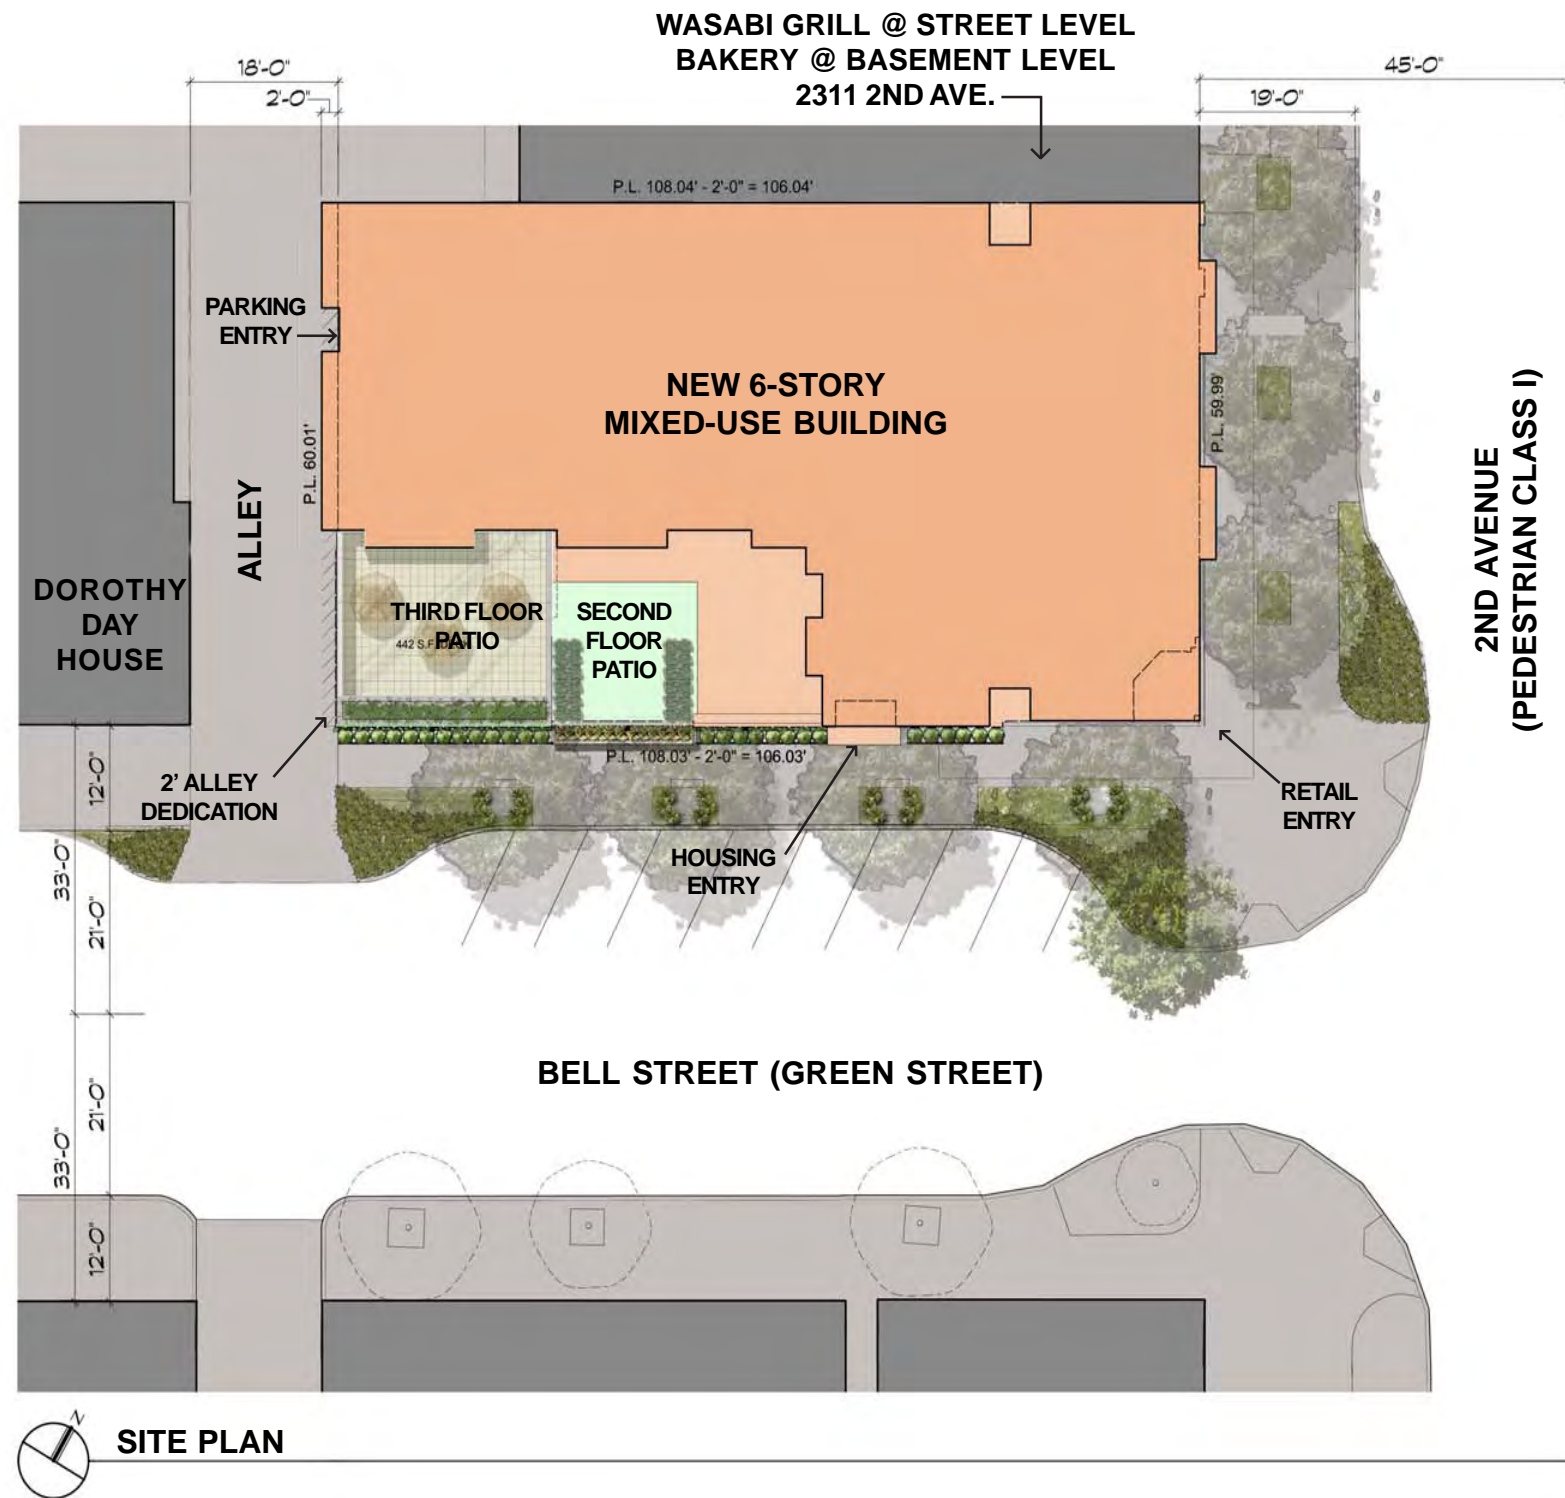 WASABI GRILL @ STREET LEVEL
BAKERY @ BASEMENT LEVEL
2311 2ND AVE.
18'-0"
2'-0"
45'-0"
19'-0"
P.L. 108.04' - 2'-0" = 106.04'
PARKING
ENTRY
NEW 6-STORY
MIXED-USE BUILDING
P.L. 60.01'
P.L. 59.99'
ALLEY
2ND AVENUE
(PEDESTRIAN CLASS I)
DOROTHY
DAY
HOUSE
THIRD FLOOR
PATIO
442 S.F.
SECOND
FLOOR
PATIO
P.L. 108.03' - 2'-0" = 106.03'
2' ALLEY
DEDICATION
RETAIL
ENTRY
HOUSING
ENTRY
12'-0"
33'-0"
21'-0"
BELL STREET (GREEN STREET)
21'-0"
33'-0"
12'-0"
N
SITE PLAN